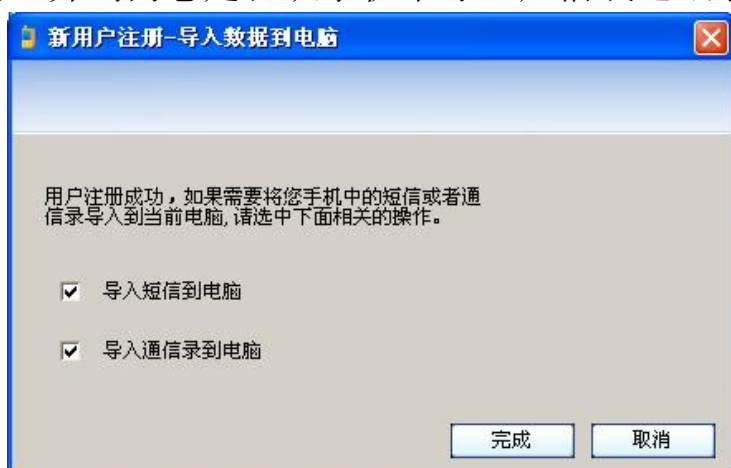 新用户注册-导入数据到电脑
用户注册成功，如果需要将您手机中的短信或者通
信录导入到当前电脑,请选中下面相关的操作。
导入短信到电脑
导入通信录到电脑
完成
取消